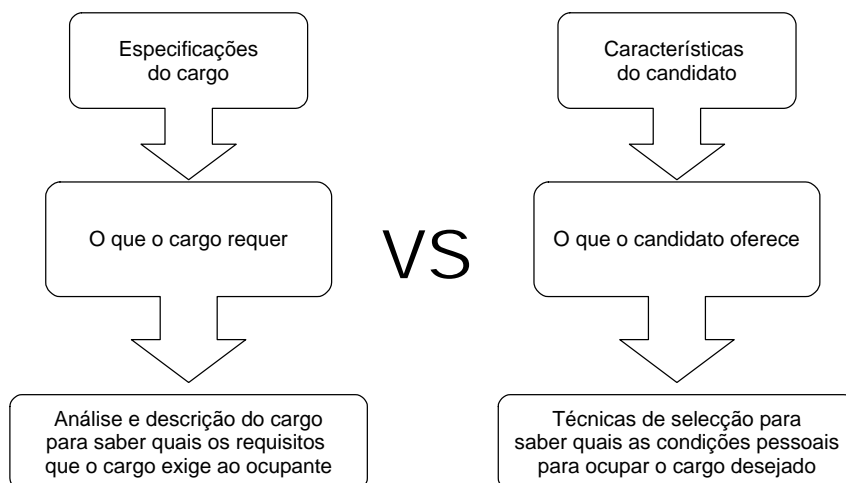 Especificações
do cargo
Características
do candidato
O que o cargo requer
VS
O que o candidato oferece
Análise e descrição do cargo
para saber quais os requisitos
que o cargo exige ao ocupante
Técnicas de selecção para
saber quais as condições pessoais
para ocupar o cargo desejado